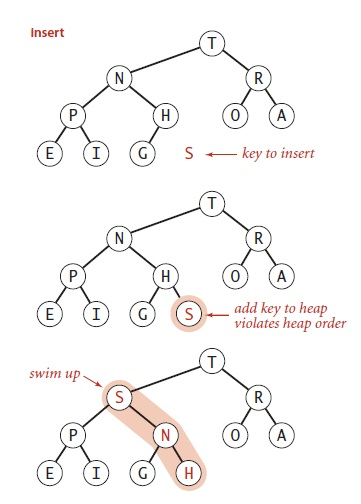 Insert
T
N R
P H O A
E I G S key to insert
T
N R
P H O A
E I G S add key to heap
violates heap order
T
swim up
S R
P N O A
E I G H